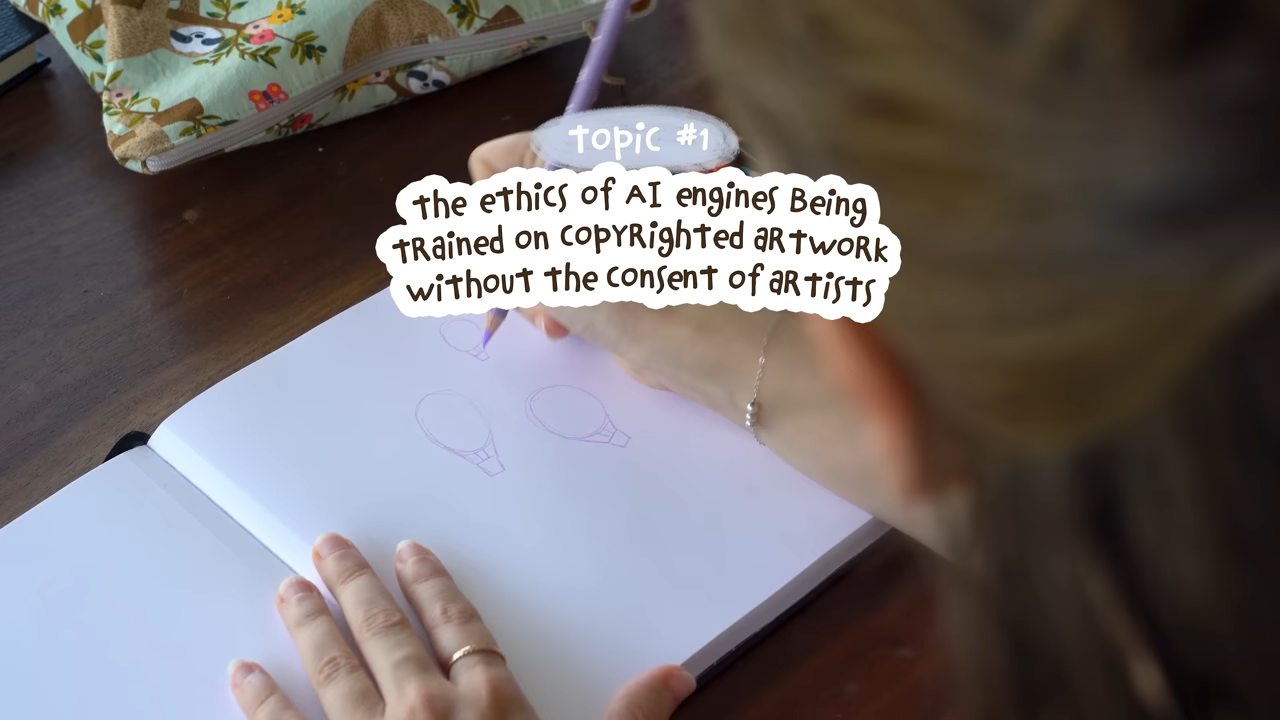 topic #1
the ethics of AI engines Being
TRained on copyRighted aRtwoRk
without the consent of aRtists